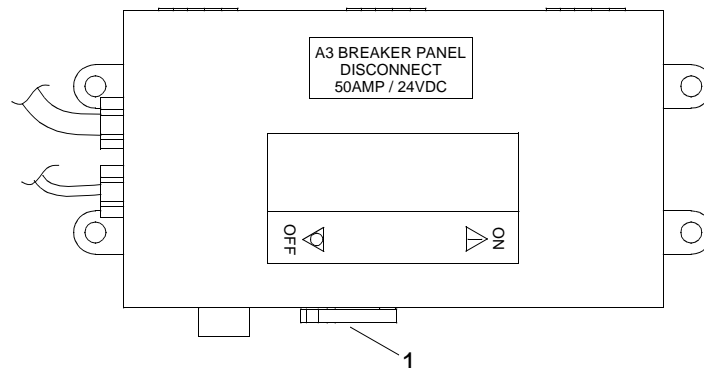 A3 BREAKER PANEL
DISCONNECT
50AMP / 24VDC
OFF
ON
1